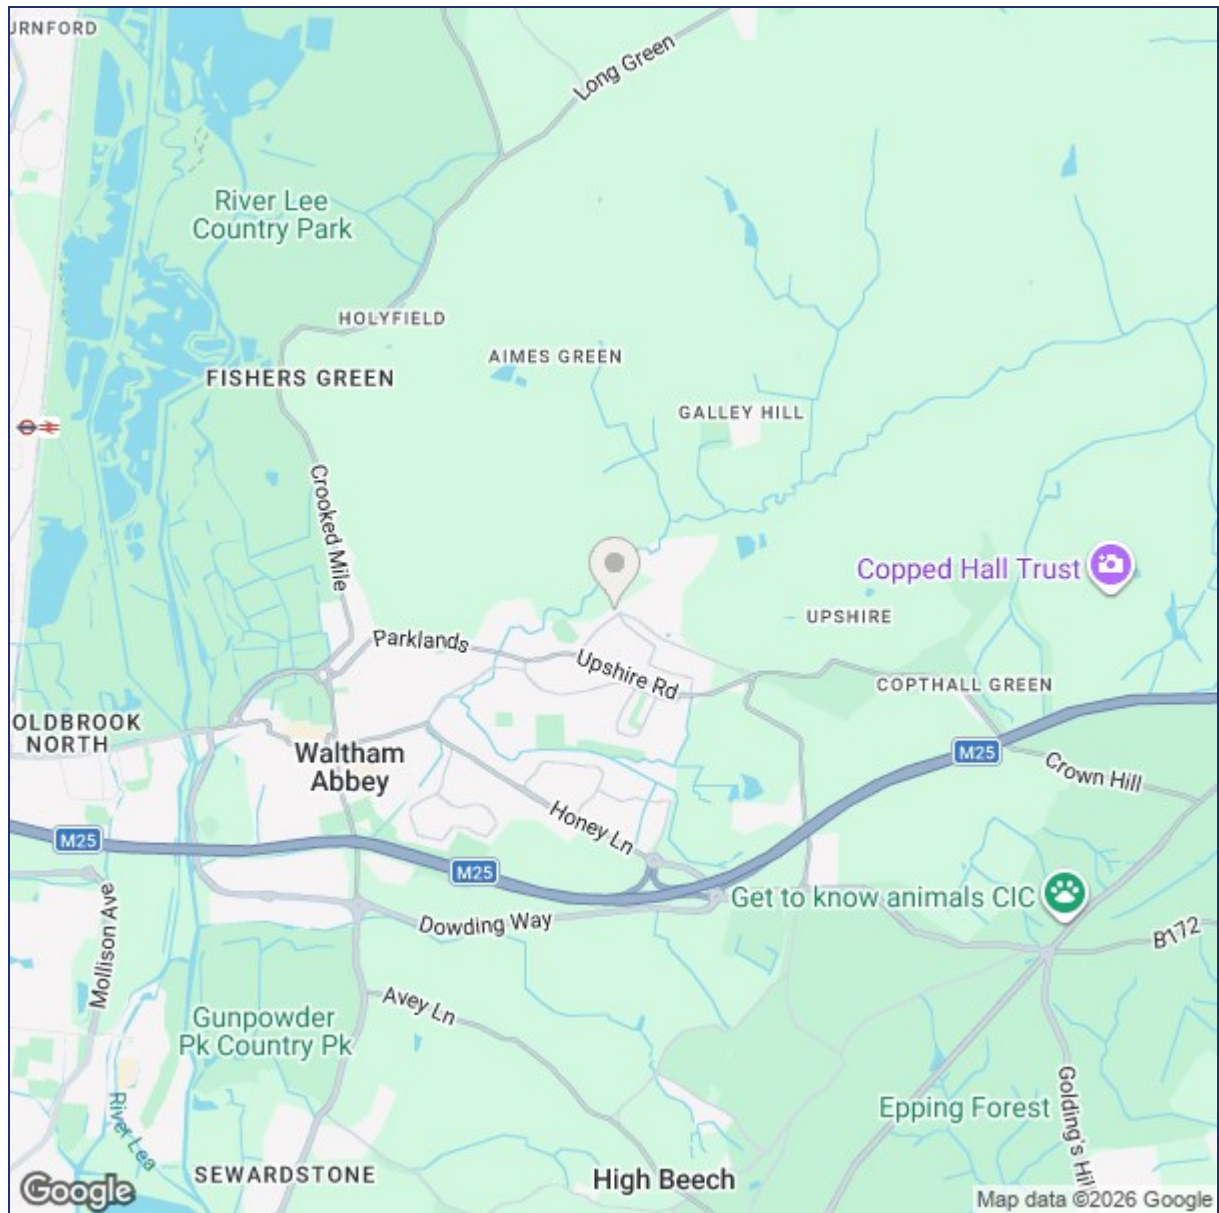 URNFORD
Long Green
River Lee
Country Park
HOLYFIELD
AIMES GREEN
FISHERS GREEN
GALLEY HILL
Crooked Mile
Copped Hall Trust
UPSHIRE
Parklands
Upshire Rd
COPTHALL GREEN
OLDBROOK
NORTH
Waltham
Abbey
M25
Crown Hill
Honey Ln
M25
M25
Get to know animals CIC
Dowding Way
B172
Mollison Ave
Avey Ln
Gunpowder
Pk Country Pk
Epping Forest
Golding's Hil
River Lea
SEWARDSTONE
High Beech
Google
Map data ©2026 Google